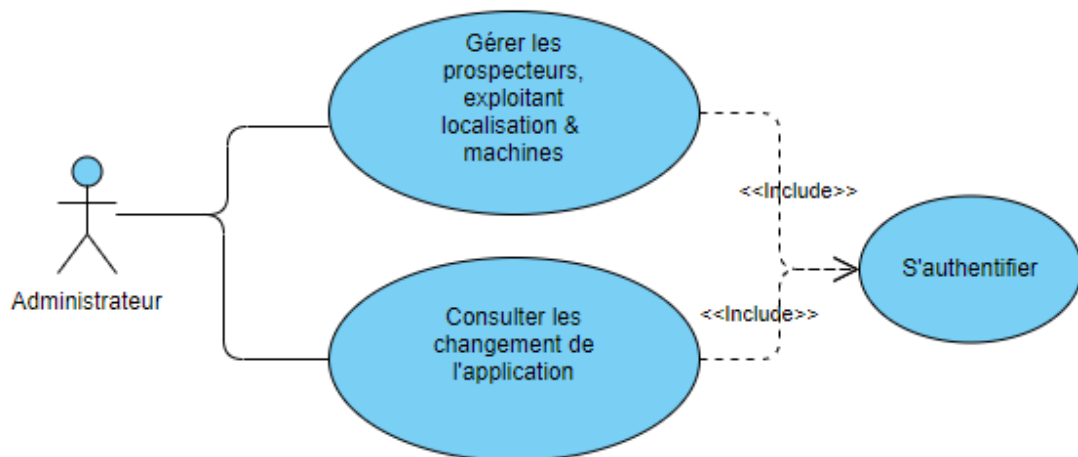 Gérer les
prospecteurs,
exploitant
localisation &
machines
<<Include>>
Administrateur
S'authentifier
<<Include>>
Consulter les
changement de
l'application